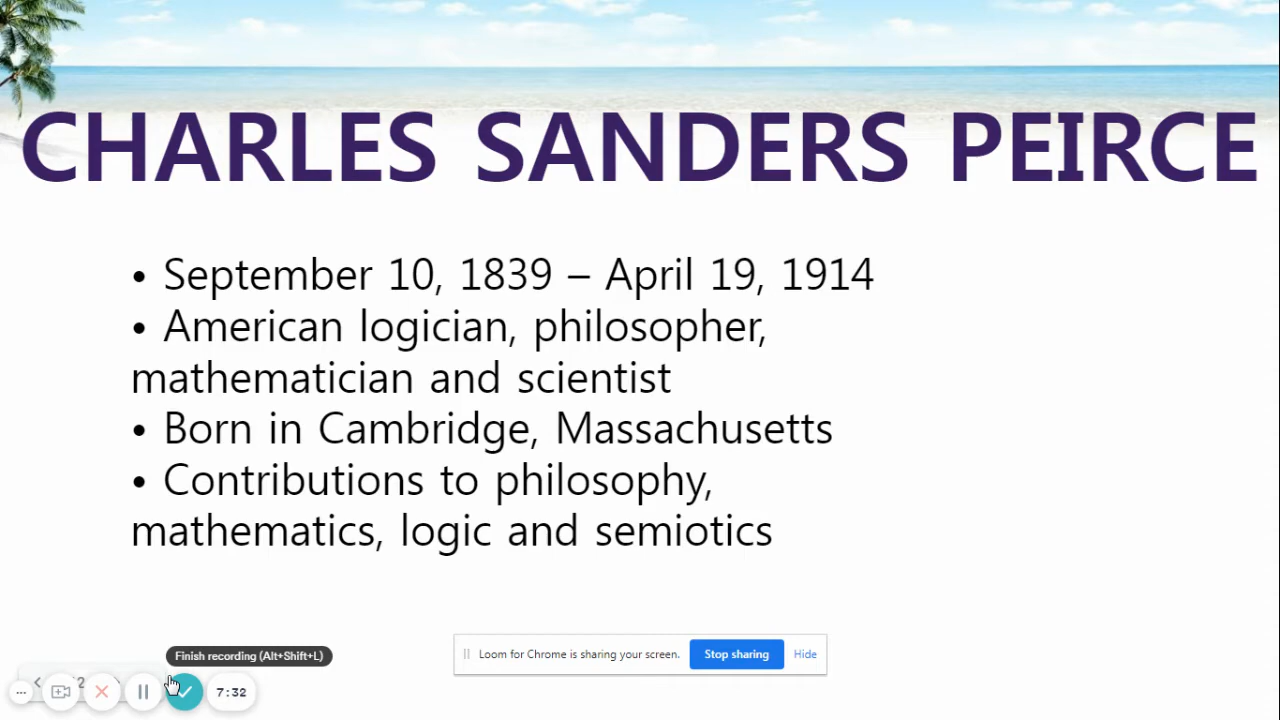 CHARLES SANDERS PEIRCE
• September 10, 1839 – April 19, 1914
• American logician, philosopher,
mathematician and scientist
• Born in Cambridge, Massachusetts
• Contributions to philosophy,
mathematics, logic and semiotics
Finish recording (Alt+Shift+L)
Loom for Chrome is sharing your screen. Stop sharing Hide
7:32